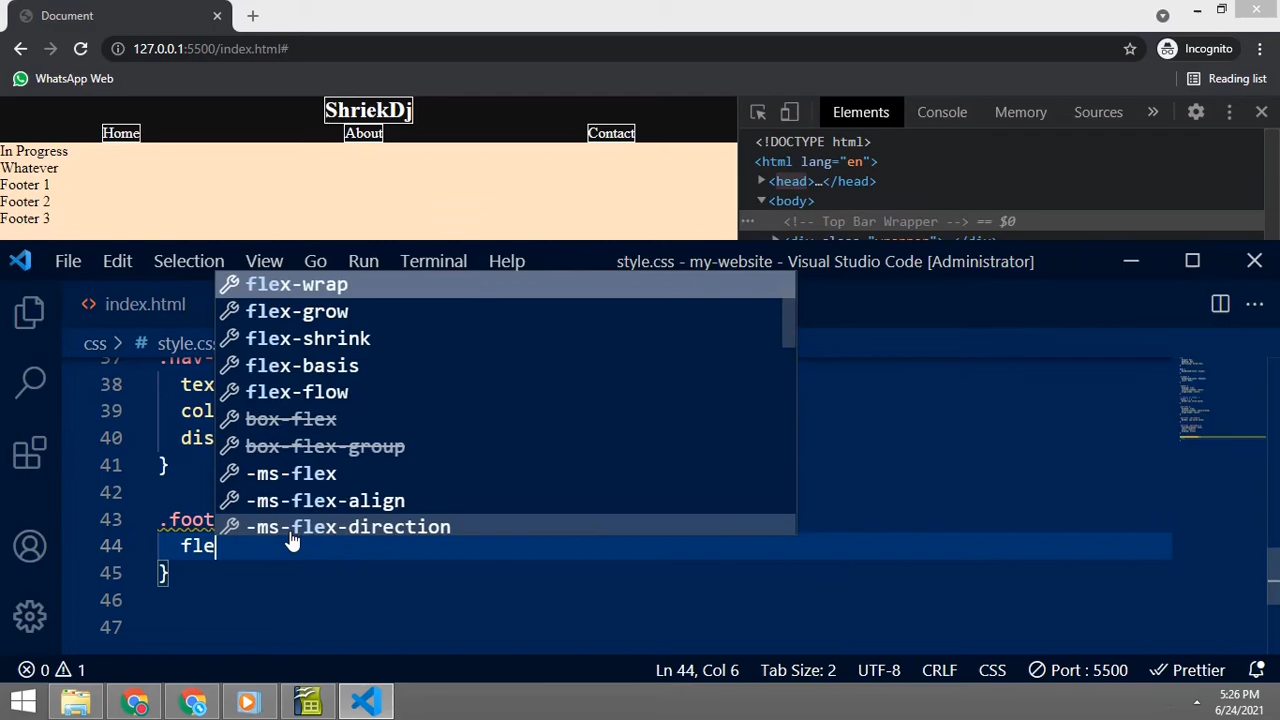 Document
127.0.0.1:5500/index.html#
Incognito
WhatsApp Web
Reading list
ShriekDj
Home About Contact
In Progress
Whatever
Footer 1
Footer 2
Footer 3
Elements Console Memory Sources
<!DOCTYPE html>
<html lang="en">
<head>…</head>
<body>
<!-- Top Bar Wrapper --> == $0
File Edit Selection View Go Run Terminal Help
style.css - my-website - Visual Studio Code [Administrator]
index.html
css > # style.css
37 .nav-
38 tex
39 col
40 dis
41 }
42
43 .foot
44 fle
45 }
46
47
flex-wrap
flex-grow
flex-shrink
flex-basis
flex-flow
box-flex
box-flex-group
-ms-flex
-ms-flex-align
-ms-flex-direction
0 1
Ln 44, Col 6 Tab Size: 2 UTF-8 CRLF CSS Port : 5500 Prettier
5:26 PM
6/24/2021